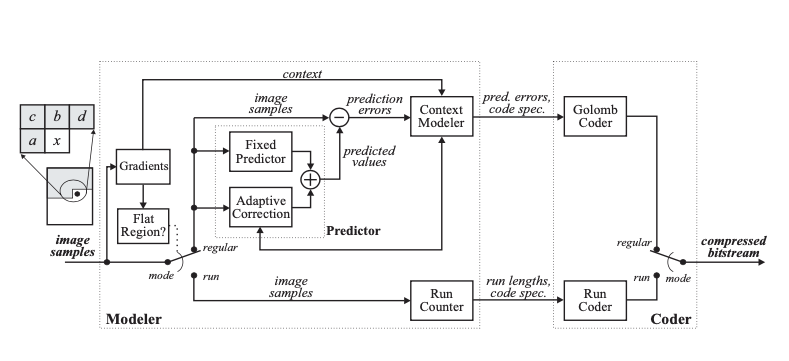 context
image
samples
prediction
errors
Context
Modeler
pred. errors,
code spec.
Golomb
Coder
c b d
a x
Gradients
Fixed
Predictor
predicted
values
+
−
Adaptive
Correction
Flat
Region?
Predictor
image
samples
regular
mode
run
image
samples
Run
Counter
run lengths,
code spec.
Run
Coder
regular
run
mode
compressed
bitstream
Modeler
Coder